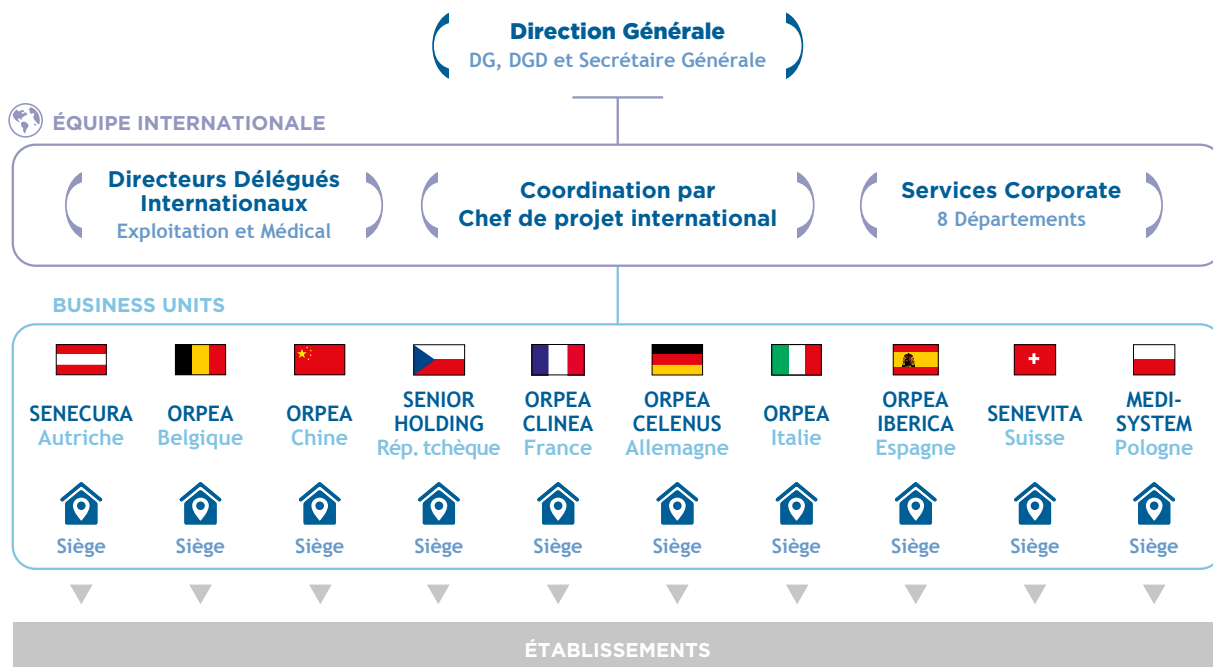 Direction Générale
DG, DGD et Secrétaire Générale
ÉQUIPE INTERNATIONALE
Directeurs Délégués
Internationaux
Exploitation et Médical
Coordination par
Chef de projet international
Services Corporate
8 Départements
BUSINESS UNITS
SENECURA
Autriche
ORPEA
Belgique
ORPEA
Chine
SENIOR
HOLDING
Rép. tchèque
ORPEA
CLINEA
France
ORPEA
CELENUS
Allemagne
ORPEA
Italie
ORPEA
IBERICA
Espagne
SENEVITA
Suisse
MEDI-
SYSTEM
Pologne
Siège
Siège
Siège
Siège
Siège
Siège
Siège
Siège
Siège
Siège
ÉTABLISSEMENTS